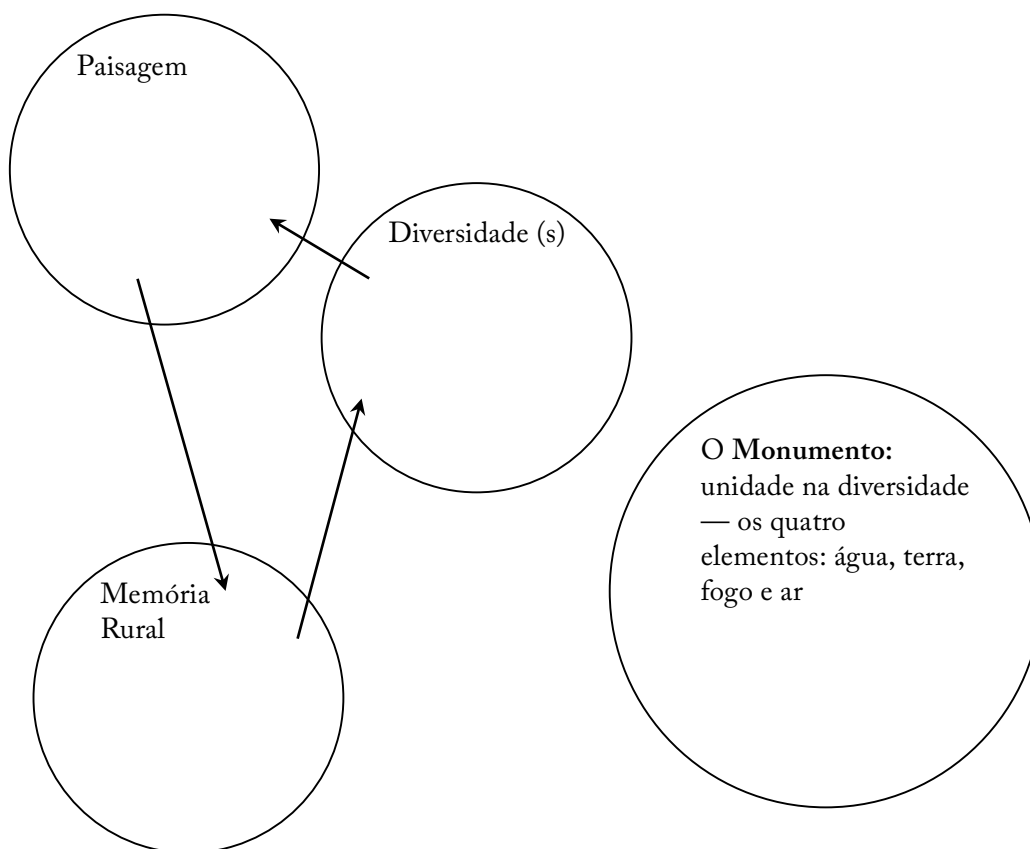 Paisagem
Diversidade (s)
O Monumento:
unidade na diversidade
— os quatro
elementos: água, terra,
fogo e ar
Memória
Rural